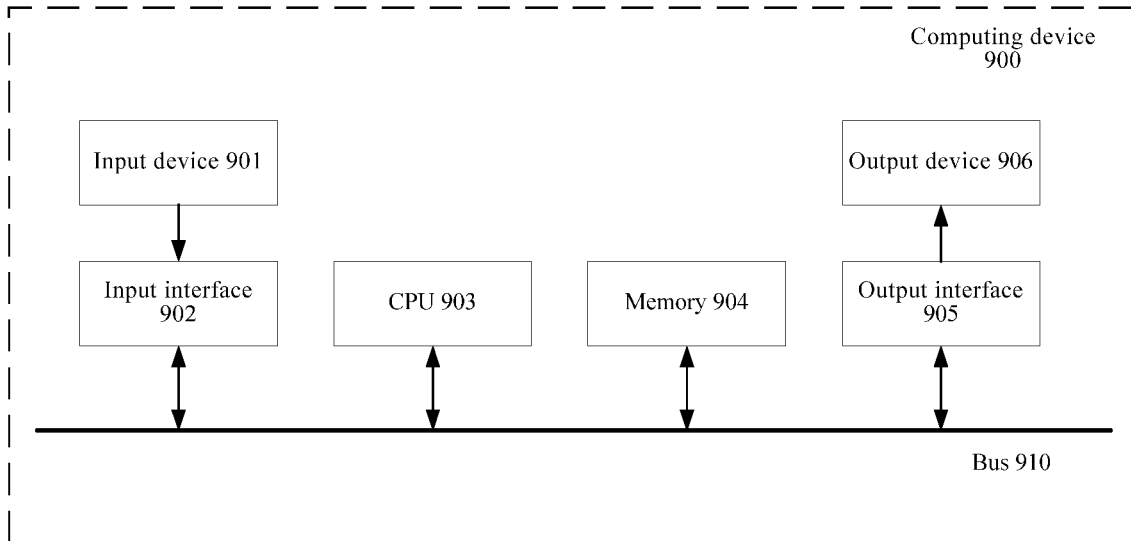 Computing device
900
Input device 901
Output device 906
Input interface
902
CPU 903
Memory 904
Output interface
905
Bus 910